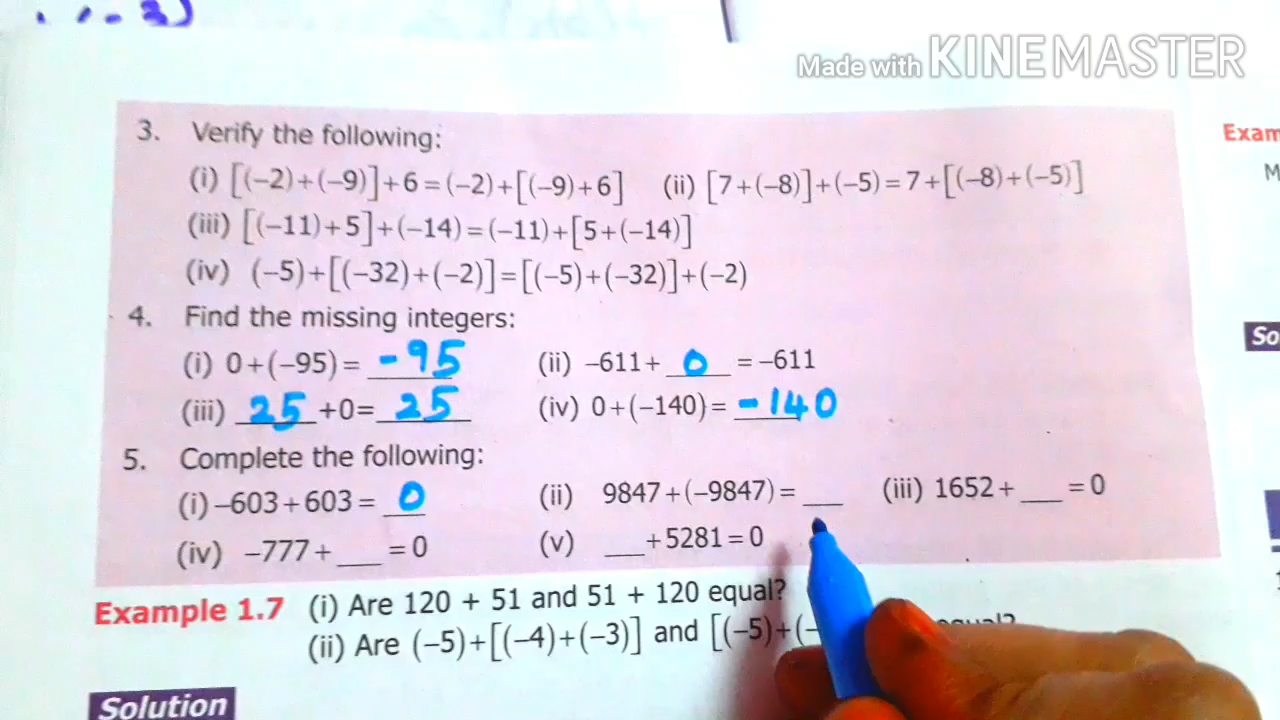 Made with KINEMASTER
3. Verify the following:
(i) [(−2)+(−9)]+6=(−2)+[(−9)+6] (ii) [7+(−8)]+(−5)=7+[(−8)+(−5)]
(iii) [(−11)+5]+(−14)=(−11)+[5+(−14)]
(iv) (−5)+[(−32)+(−2)]=[(−5)+(−32)]+(−2)
4. Find the missing integers:
(i) 0+(−95)= -95 (ii) −611+ 0 =−611
(iii) 25 +0= 25 (iv) 0+(−140)= -140
5. Complete the following:
(i) −603+603= 0 (ii) 9847+(−9847)= ___ (iii) 1652+ ___ =0
(iv) −777+ ___ =0 (v) ___ +5281=0
Example 1.7 (i) Are 120 + 51 and 51 + 120 equal?
(ii) Are (−5)+[(−4)+(−3)] and [(−5)+(−
Solution
Exam
M
So